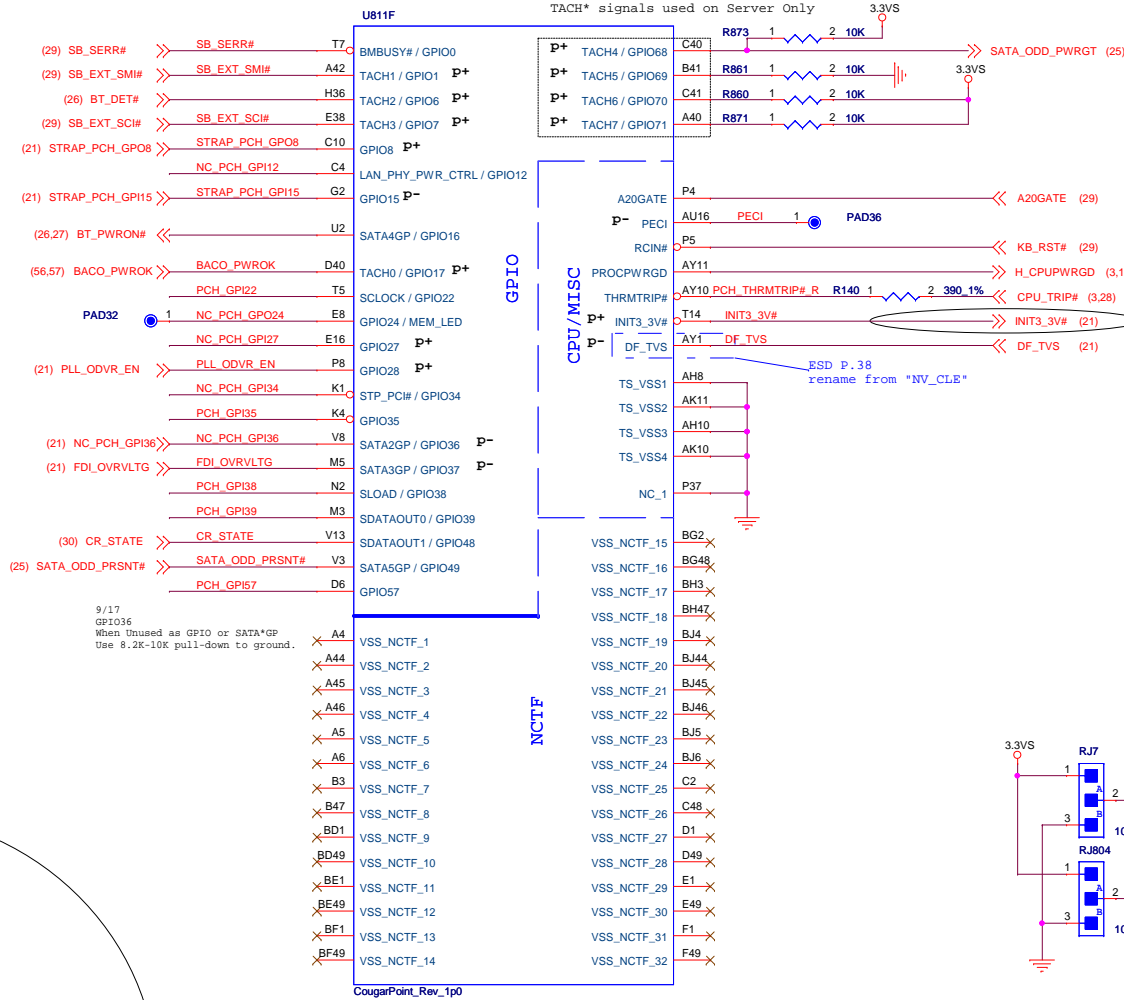 TACH* signals used on Server Only
U811F
3.3VS
(29) SB_SERR# SB_SERR# T7 BMBUSY# / GPIO0 p+ TACH4 / GPIO68 C40 R873 1 2 10K SATA_ODD_PWRGT (25)
(29) SB_EXT_SMI# SB_EXT_SMI# A42 TACH1 / GPIO1 p+ p+ TACH5 / GPIO69 B41 R861 1 2 10K 3.3VS
(26) BT_DET# H36 TACH2 / GPIO6 p+ p+ TACH6 / GPIO70 C41 R860 1 2 10K
(29) SB_EXT_SCI# SB_EXT_SCI# E38 TACH3 / GPIO7 p+ p+ TACH7 / GPIO71 A40 R871 1 2 10K
(21) STRAP_PCH_GPO8 STRAP_PCH_GPO8 C10 GPIO8 p+
NC_PCH_GPI12 C4 LAN_PHY_PWR_CTRL / GPIO12
(21) STRAP_PCH_GPI15 STRAP_PCH_GPI15 G2 GPIO15 p- A20GATE P4 A20GATE (29)
p- PECI AU16 PECI 1 PAD36
(26,27) BT_PWRON# U2 SATA4GP / GPIO16 RCIN# P5 KB_RST# (29)
(56,57) BACO_PWROK BACO_PWROK D40 TACH0 / GPIO17 p+ PROCPWRGD AY11 H_CPUPWRGD (3,1
PCH_GPI22 T5 SCLOCK / GPIO22 THRMTRIP# AY10 PCH_THRMTRIP#_R R140 1 2 390_1% CPU_TRIP# (3,28)
PAD32 1 NC_PCH_GPO24 E8 GPIO24 / MEM_LED p+ INIT3_3V# T14 INIT3_3V# INIT3_3V# (21)
NC_PCH_GPI27 E16 GPIO27 p+ p- DF_TVS AY1 DF_TVS DF_TVS (21)
GPIO
CPU/MISC
(21) PLL_ODVR_EN PLL_ODVR_EN P8 GPIO28 p+
ESD P.38
rename from "NV_CLE"
NC_PCH_GPI34 K1 STP_PCI# / GPIO34 TS_VSS1 AH8
PCH_GPI35 K4 GPIO35 TS_VSS2 AK11
(21) NC_PCH_GPI36 NC_PCH_GPI36 V8 SATA2GP / GPIO36 p- TS_VSS3 AH10
(21) FDI_OVRVLTG FDI_OVRVLTG M5 SATA3GP / GPIO37 p- TS_VSS4 AK10
PCH_GPI38 N2 SLOAD / GPIO38 NC_1 P37
PCH_GPI39 M3 SDATAOUT0 / GPIO39
(30) CR_STATE CR_STATE V13 SDATAOUT1 / GPIO48 VSS_NCTF_15 BG2
(25) SATA_ODD_PRSNT# SATA_ODD_PRSNT# V3 SATA5GP / GPIO49 VSS_NCTF_16 BG48
PCH_GPI57 D6 GPIO57 VSS_NCTF_17 BH3
9/17
GPIO36
When Unused as GPIO or SATA*GP
Use 8.2K-10K pull-down to ground.
VSS_NCTF_18 BH47
A4 VSS_NCTF_1 VSS_NCTF_19 BJ4
A44 VSS_NCTF_2 VSS_NCTF_20 BJ44
A45 VSS_NCTF_3 VSS_NCTF_21 BJ45
A46 VSS_NCTF_4 VSS_NCTF_22 BJ46
NCTF
A5 VSS_NCTF_5 VSS_NCTF_23 BJ5
A6 VSS_NCTF_6 VSS_NCTF_24 BJ6
B3 VSS_NCTF_7 VSS_NCTF_25 C2
B47 VSS_NCTF_8 VSS_NCTF_26 C48
BD1 VSS_NCTF_9 VSS_NCTF_27 D1
BD49 VSS_NCTF_10 VSS_NCTF_28 D49
BE1 VSS_NCTF_11 VSS_NCTF_29 E1
BE49 VSS_NCTF_12 VSS_NCTF_30 E49
BF1 VSS_NCTF_13 VSS_NCTF_31 F1
BF49 VSS_NCTF_14 VSS_NCTF_32 F49
CougarPoint_Rev_1p0
3.3VS
RJ7
1
A 2
B
3
10
RJ804
1
A 2
B
3
10